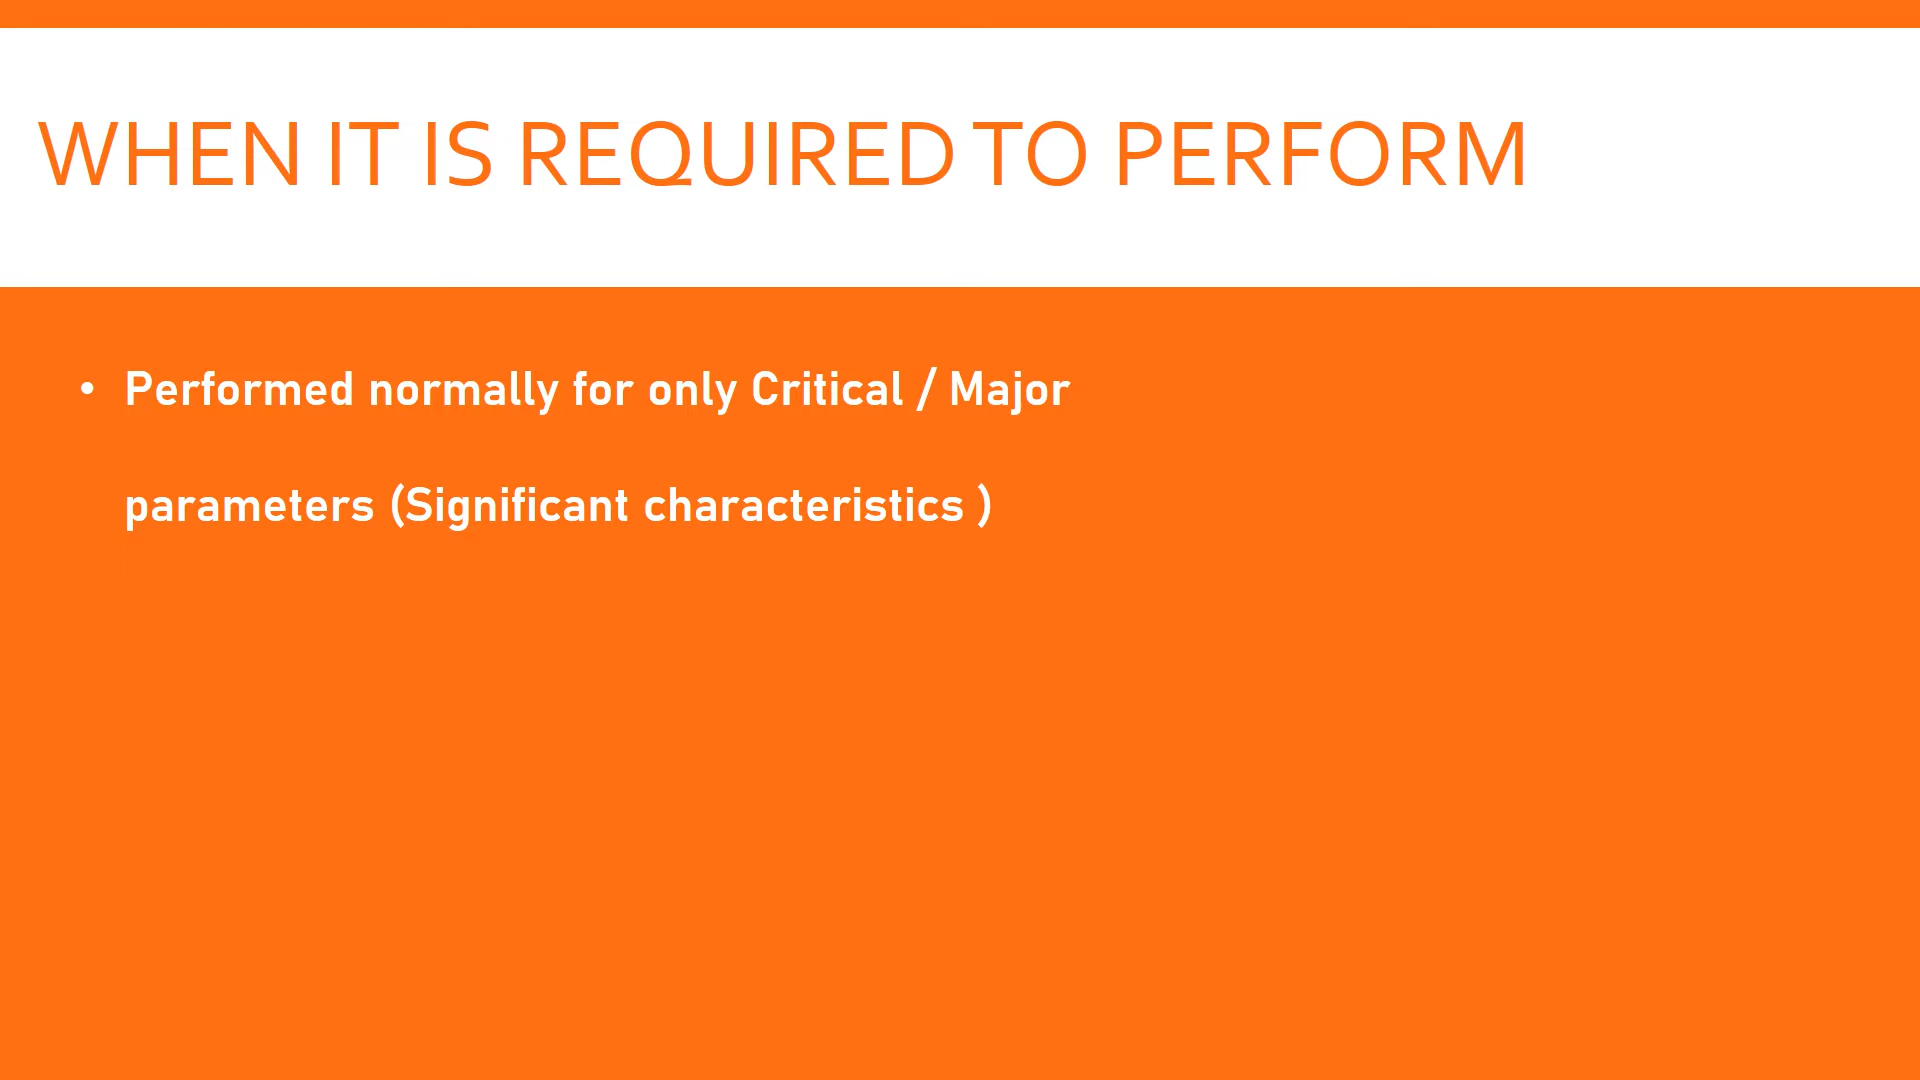 WHEN IT IS REQUIRED TO PERFORM
• Performed normally for only Critical / Major
parameters (Significant characteristics )